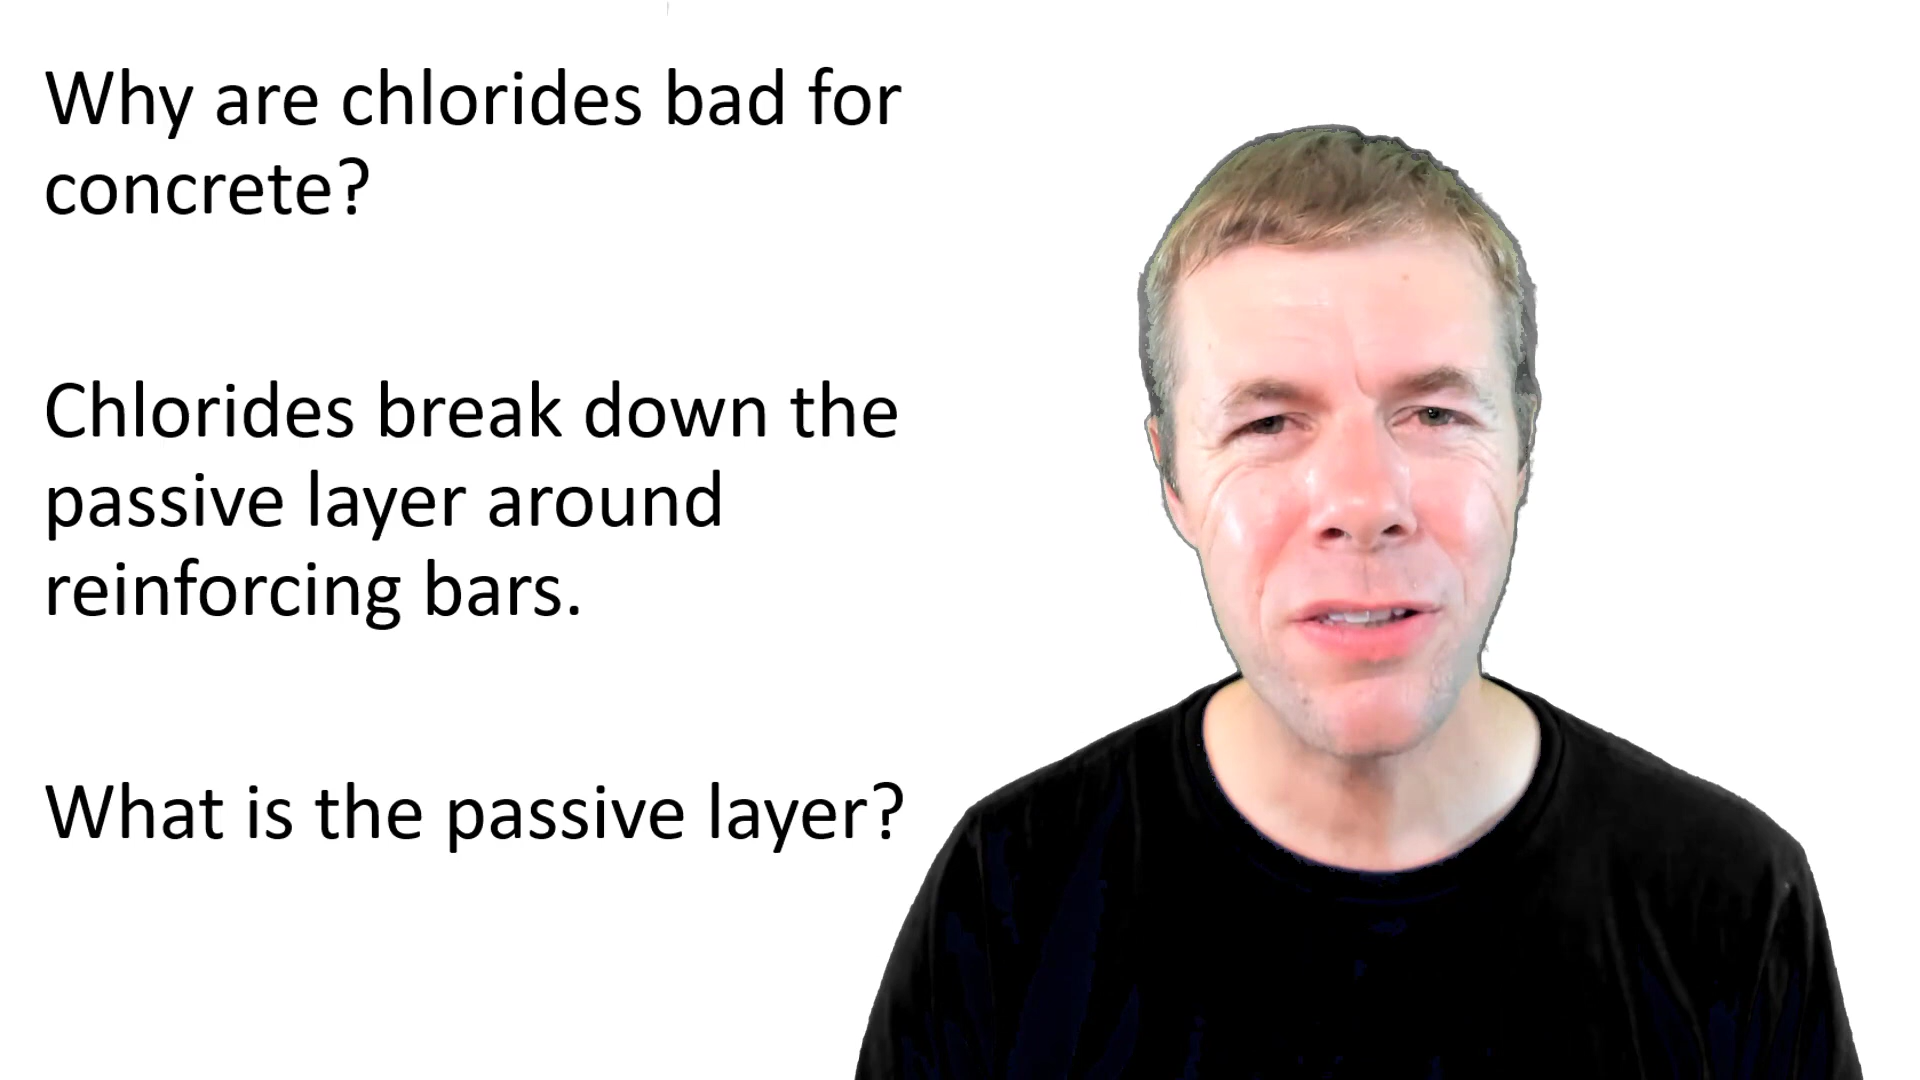 Why are chlorides bad for
concrete?
Chlorides break down the
passive layer around
reinforcing bars.
What is the passive layer?